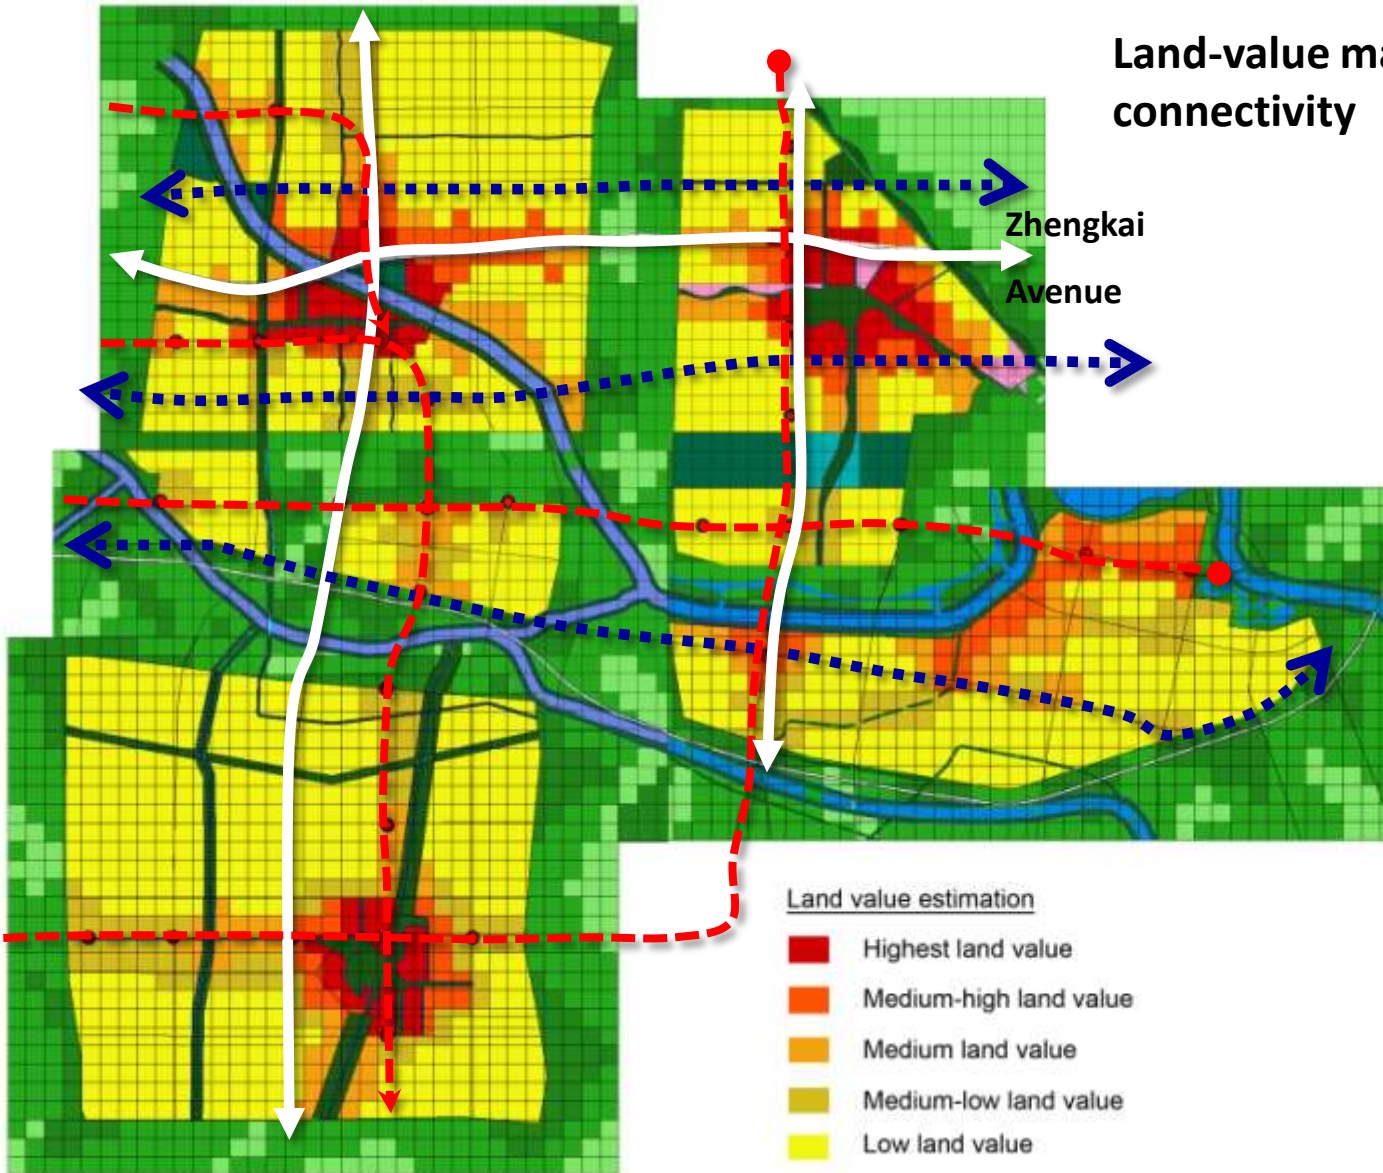 Land-value ma
connectivity
Zhengkai
Avenue
Land value estimation
Highest land value
Medium-high land value
Medium land value
Medium-low land value
Low land value